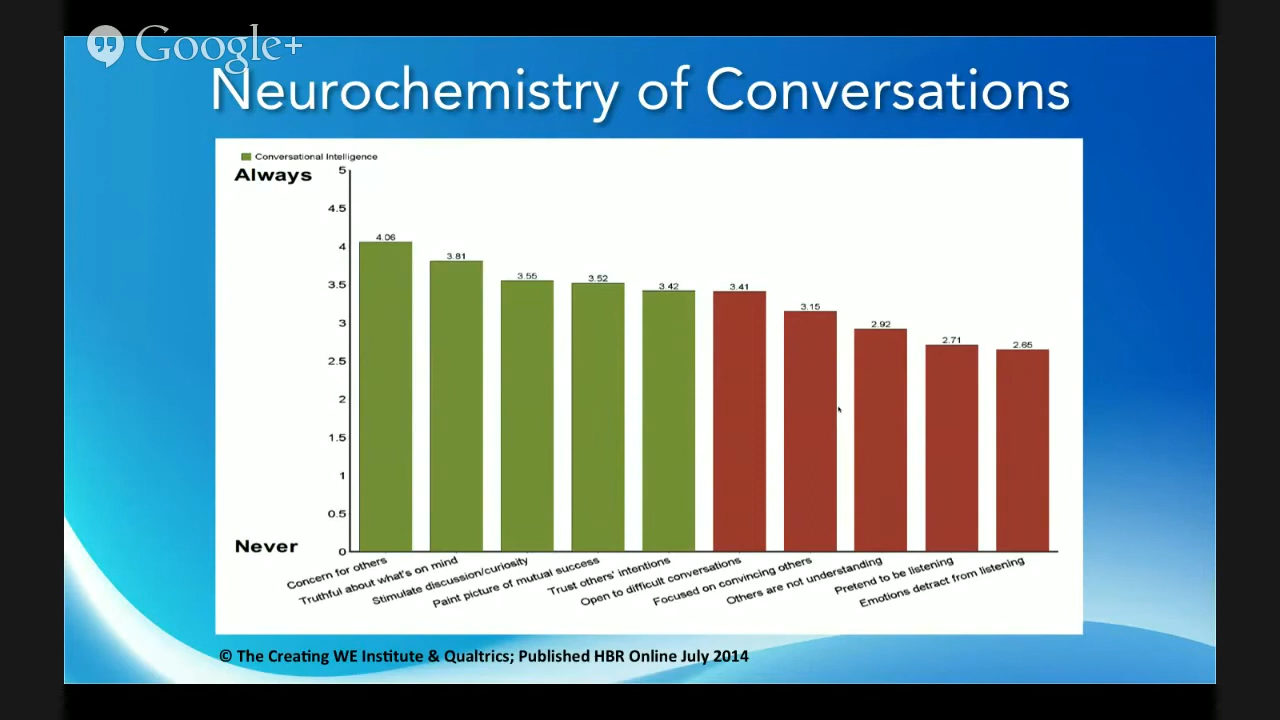 Google+
Neurochemistry of Conversations
Conversational Intelligence
Always
5
4.5
4
3.5
3
2.5
2
1.5
1
0.5
0
Never
4.06
3.81
3.55
3.52
3.42
3.41
3.15
2.92
2.71
2.65
Concern for others
Truthful about what's on mind
Stimulate discussion/curiosity
Paint picture of mutual success
Trust others' intentions
Open to difficult conversations
Focused on convincing others
Others are not understanding
Pretend to be listening
Emotions detract from listening
© The Creating WE Institute & Qualtrics; Published HBR Online July 2014